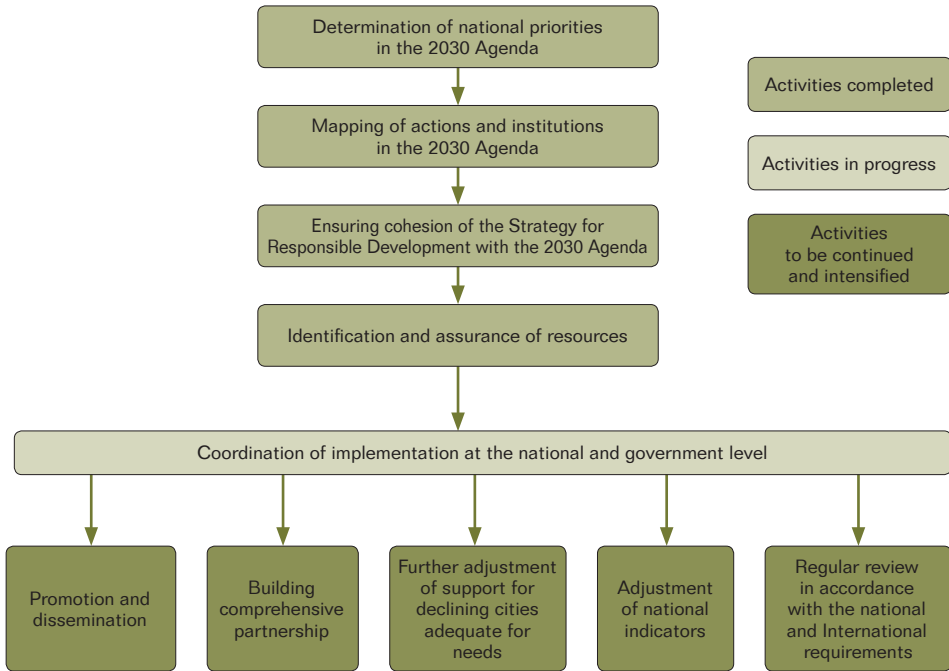 Determination of national priorities
in the 2030 Agenda
Mapping of actions and institutions
in the 2030 Agenda
Ensuring cohesion of the Strategy for
Responsible Development with the 2030 Agenda
Identification and assurance of resources
Activities completed
Activities in progress
Activities
to be continued
and intensified
Coordination of implementation at the national and government level
Promotion and
dissemination
Building
comprehensive
partnership
Further adjustment
of support for
declining cities
adequate for
needs
Adjustment
of national
indicators
Regular review
in accordance
with the national
and International
requirements